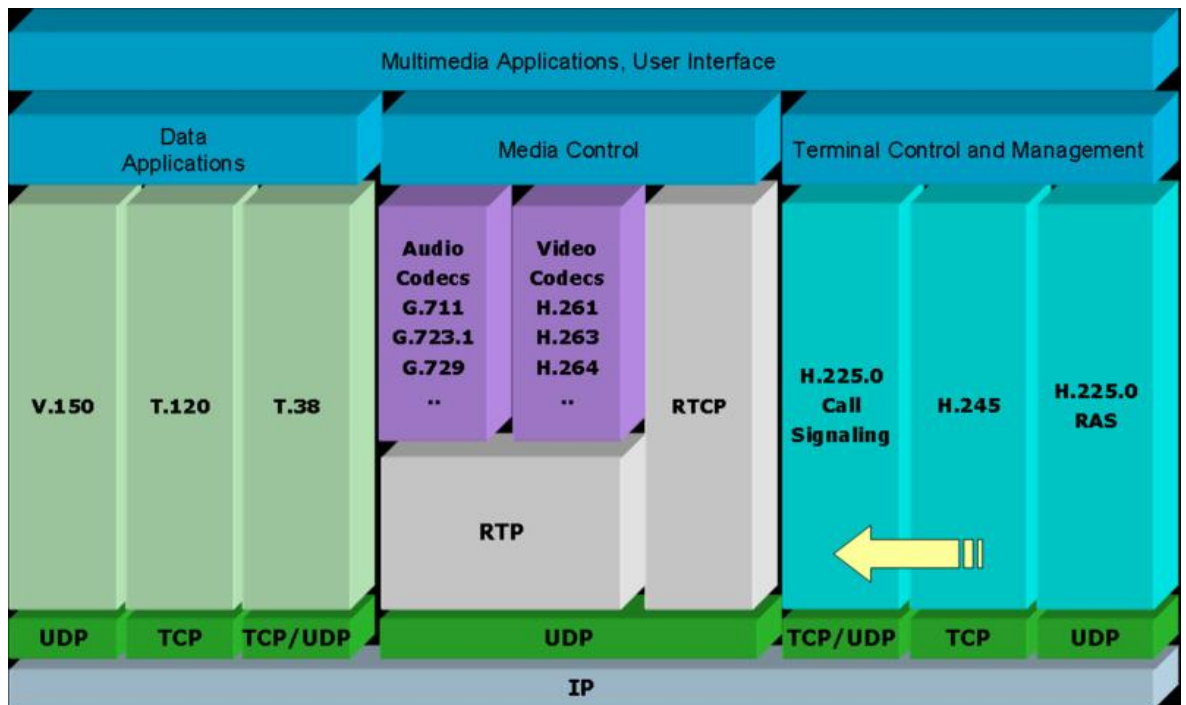 Multimedia Applications, User Interface
Data
Applications
Media Control
Terminal Control and Management
V.150
T.120
T.38
Audio
Codecs
G.711
G.723.1
G.729
..
Video
Codecs
H.261
H.263
H.264
..
RTP
RTCP
H.225.0
Call
Signaling
H.245
H.225.0
RAS
UDP
TCP
TCP/UDP
UDP
TCP/UDP
TCP
UDP
IP